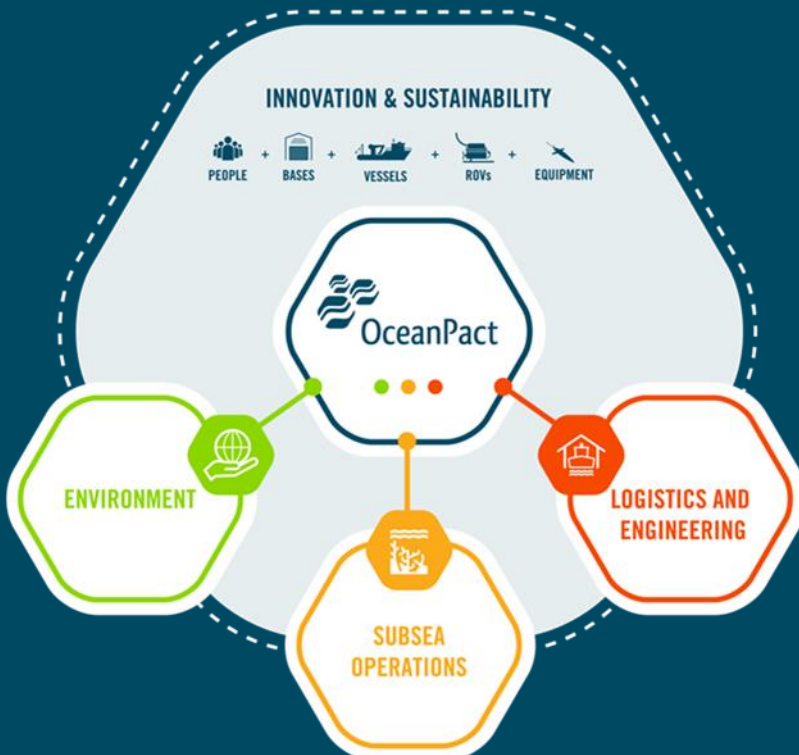 INNOVATION & SUSTAINABILITY
PEOPLE + BASES + VESSELS + ROVs + EQUIPMENT
OceanPact
ENVIRONMENT
LOGISTICS AND
ENGINEERING
SUBSEA
OPERATIONS